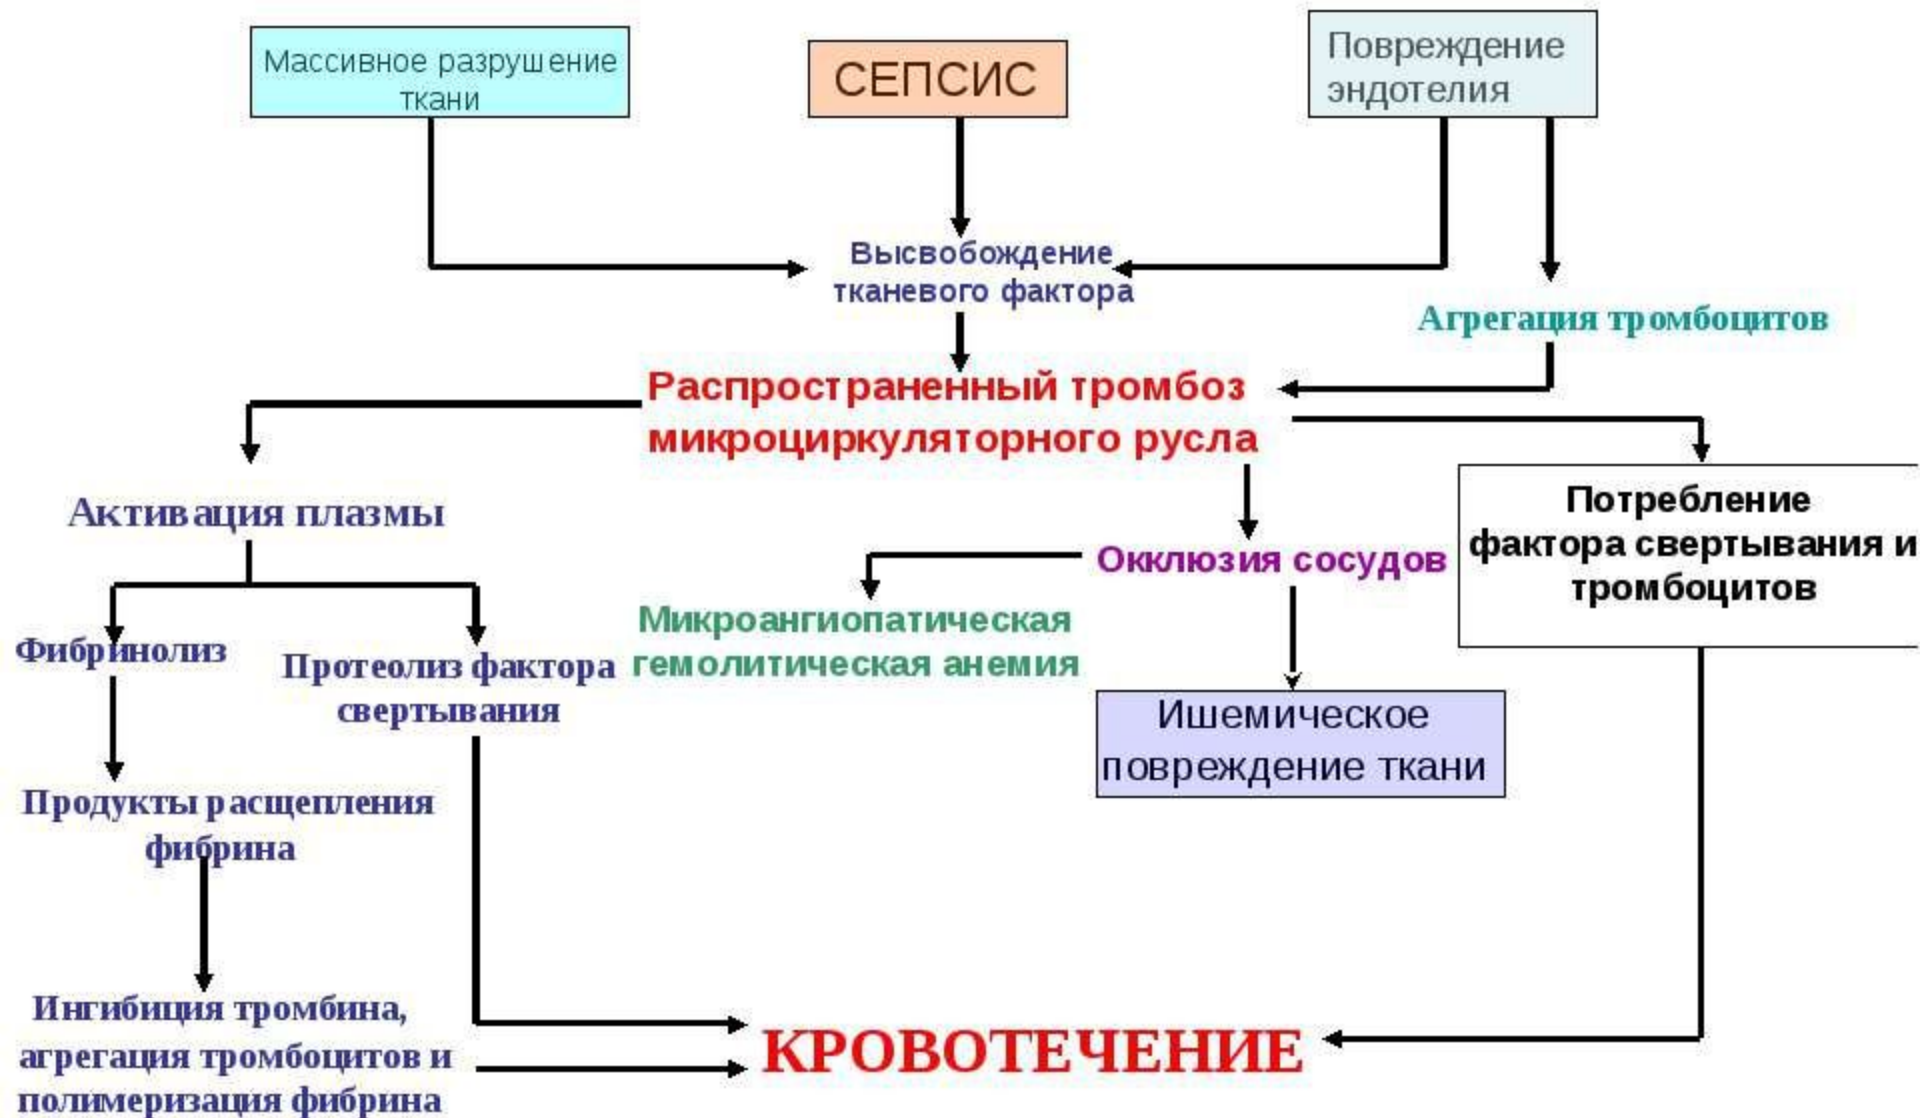 Массивное разрушение
ткани
СЕПСИС
Повреждение
эндотелия
Высвобождение
тканевого фактора
Агрегация тромбоцитов
Распространенный тромбоз
микроциркуляторного русла
Активация плазмы
Окклюзия сосудов
Потребление
фактора свертывания и
тромбоцитов
Микроангиопатическая
гемолитическая анемия
Фибринолиз
Протеолиз фактора
свертывания
Ишемическое
повреждение ткани
Продукты расщепления
фибрина
Ингибиция тромбина,
агрегация тромбоцитов и
полимеризация фибрина
КРОВОТЕЧЕНИЕ